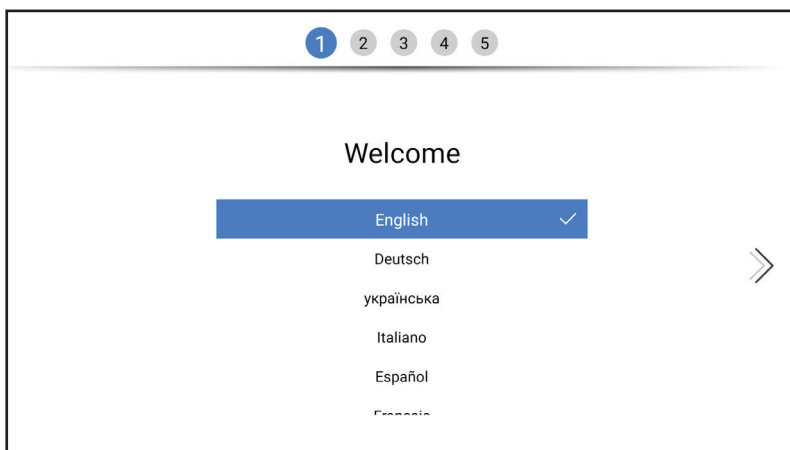 1 2 3 4 5
Welcome
English
Deutsch
українська
Italiano
Español